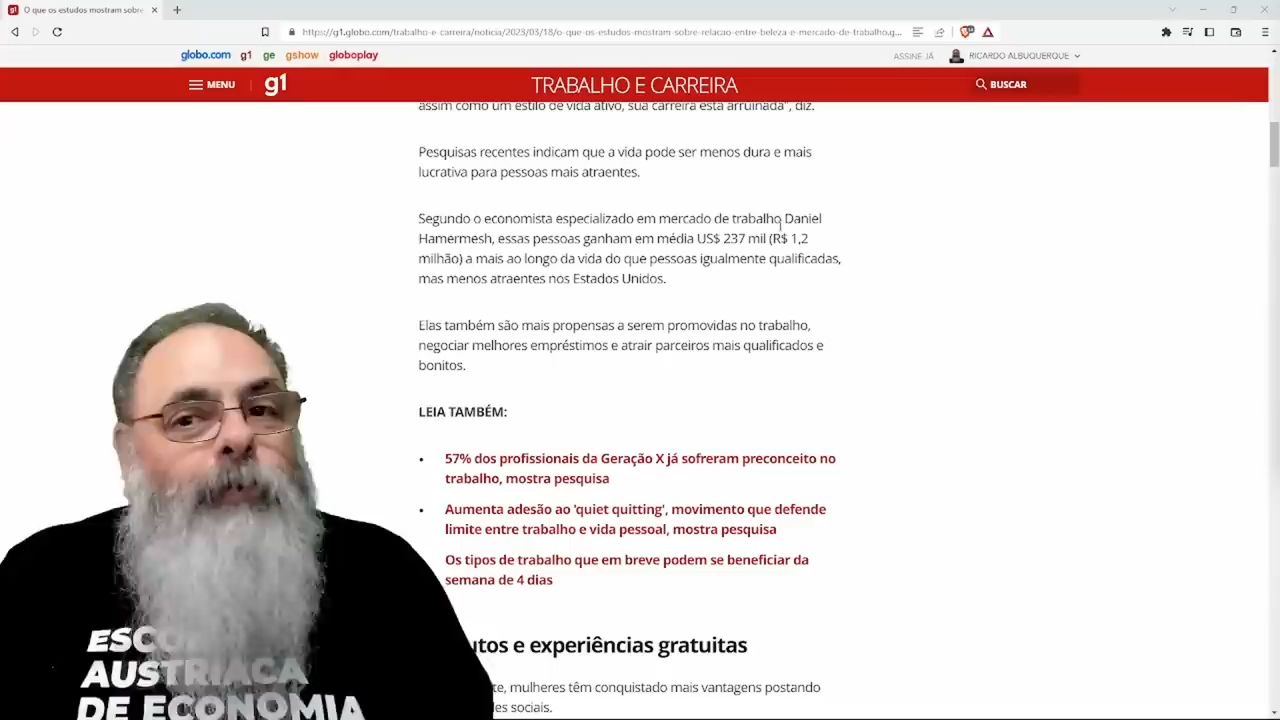 O que os estudos mostram sobre
https://g1.globo.com/trabalho-e-carreira/noticia/2023/03/18/o-que-os-estudos-mostram-sobre-relacao-entre-beleza-e-mercado-de-trabalho.g...
globo.com g1 ge gshow globoplay
ASSINE JÁ
RICARDO ALBUQUERQUE
MENU
g1
TRABALHO E CARREIRA
BUSCAR
assim como um estilo de vida ativo, sua carreira está arruinada", diz.
Pesquisas recentes indicam que a vida pode ser menos dura e mais
lucrativa para pessoas mais atraentes.
Segundo o economista especializado em mercado de trabalho Daniel
Hamermesh, essas pessoas ganham em média US$ 237 mil (R$ 1,2
milhão) a mais ao longo da vida do que pessoas igualmente qualificadas,
mas menos atraentes nos Estados Unidos.
Elas também são mais propensas a serem promovidas no trabalho,
negociar melhores empréstimos e atrair parceiros mais qualificados e
bonitos.
LEIA TAMBÉM:
• 57% dos profissionais da Geração X já sofreram preconceito no
trabalho, mostra pesquisa
• Aumenta adesão ao 'quiet quitting', movimento que defende
limite entre trabalho e vida pessoal, mostra pesquisa
Os tipos de trabalho que em breve podem se beneficiar da
semana de 4 dias
utos e experiências gratuitas
te, mulheres têm conquistado mais vantagens postando
des sociais.
ESCO
AUSTRIACA
DE ECONOMIA